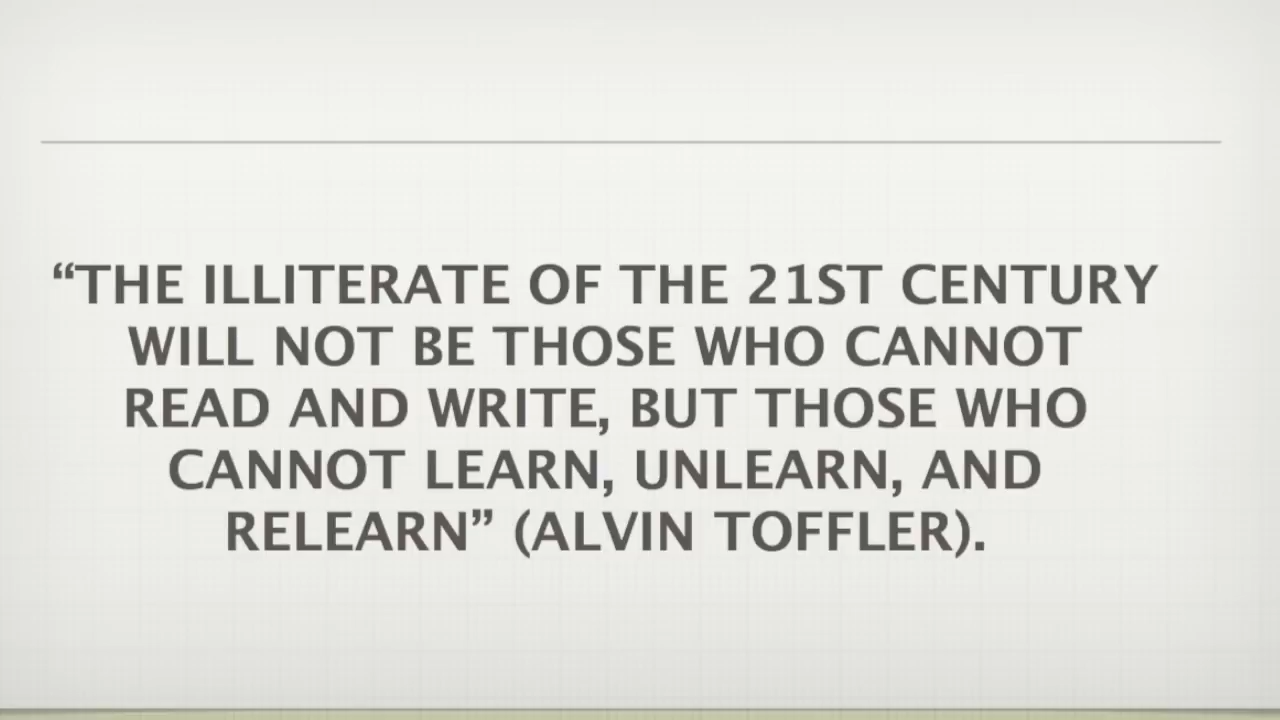 “THE ILLITERATE OF THE 21ST CENTURY
WILL NOT BE THOSE WHO CANNOT
READ AND WRITE, BUT THOSE WHO
CANNOT LEARN, UNLEARN, AND
RELEARN” (ALVIN TOFFLER).